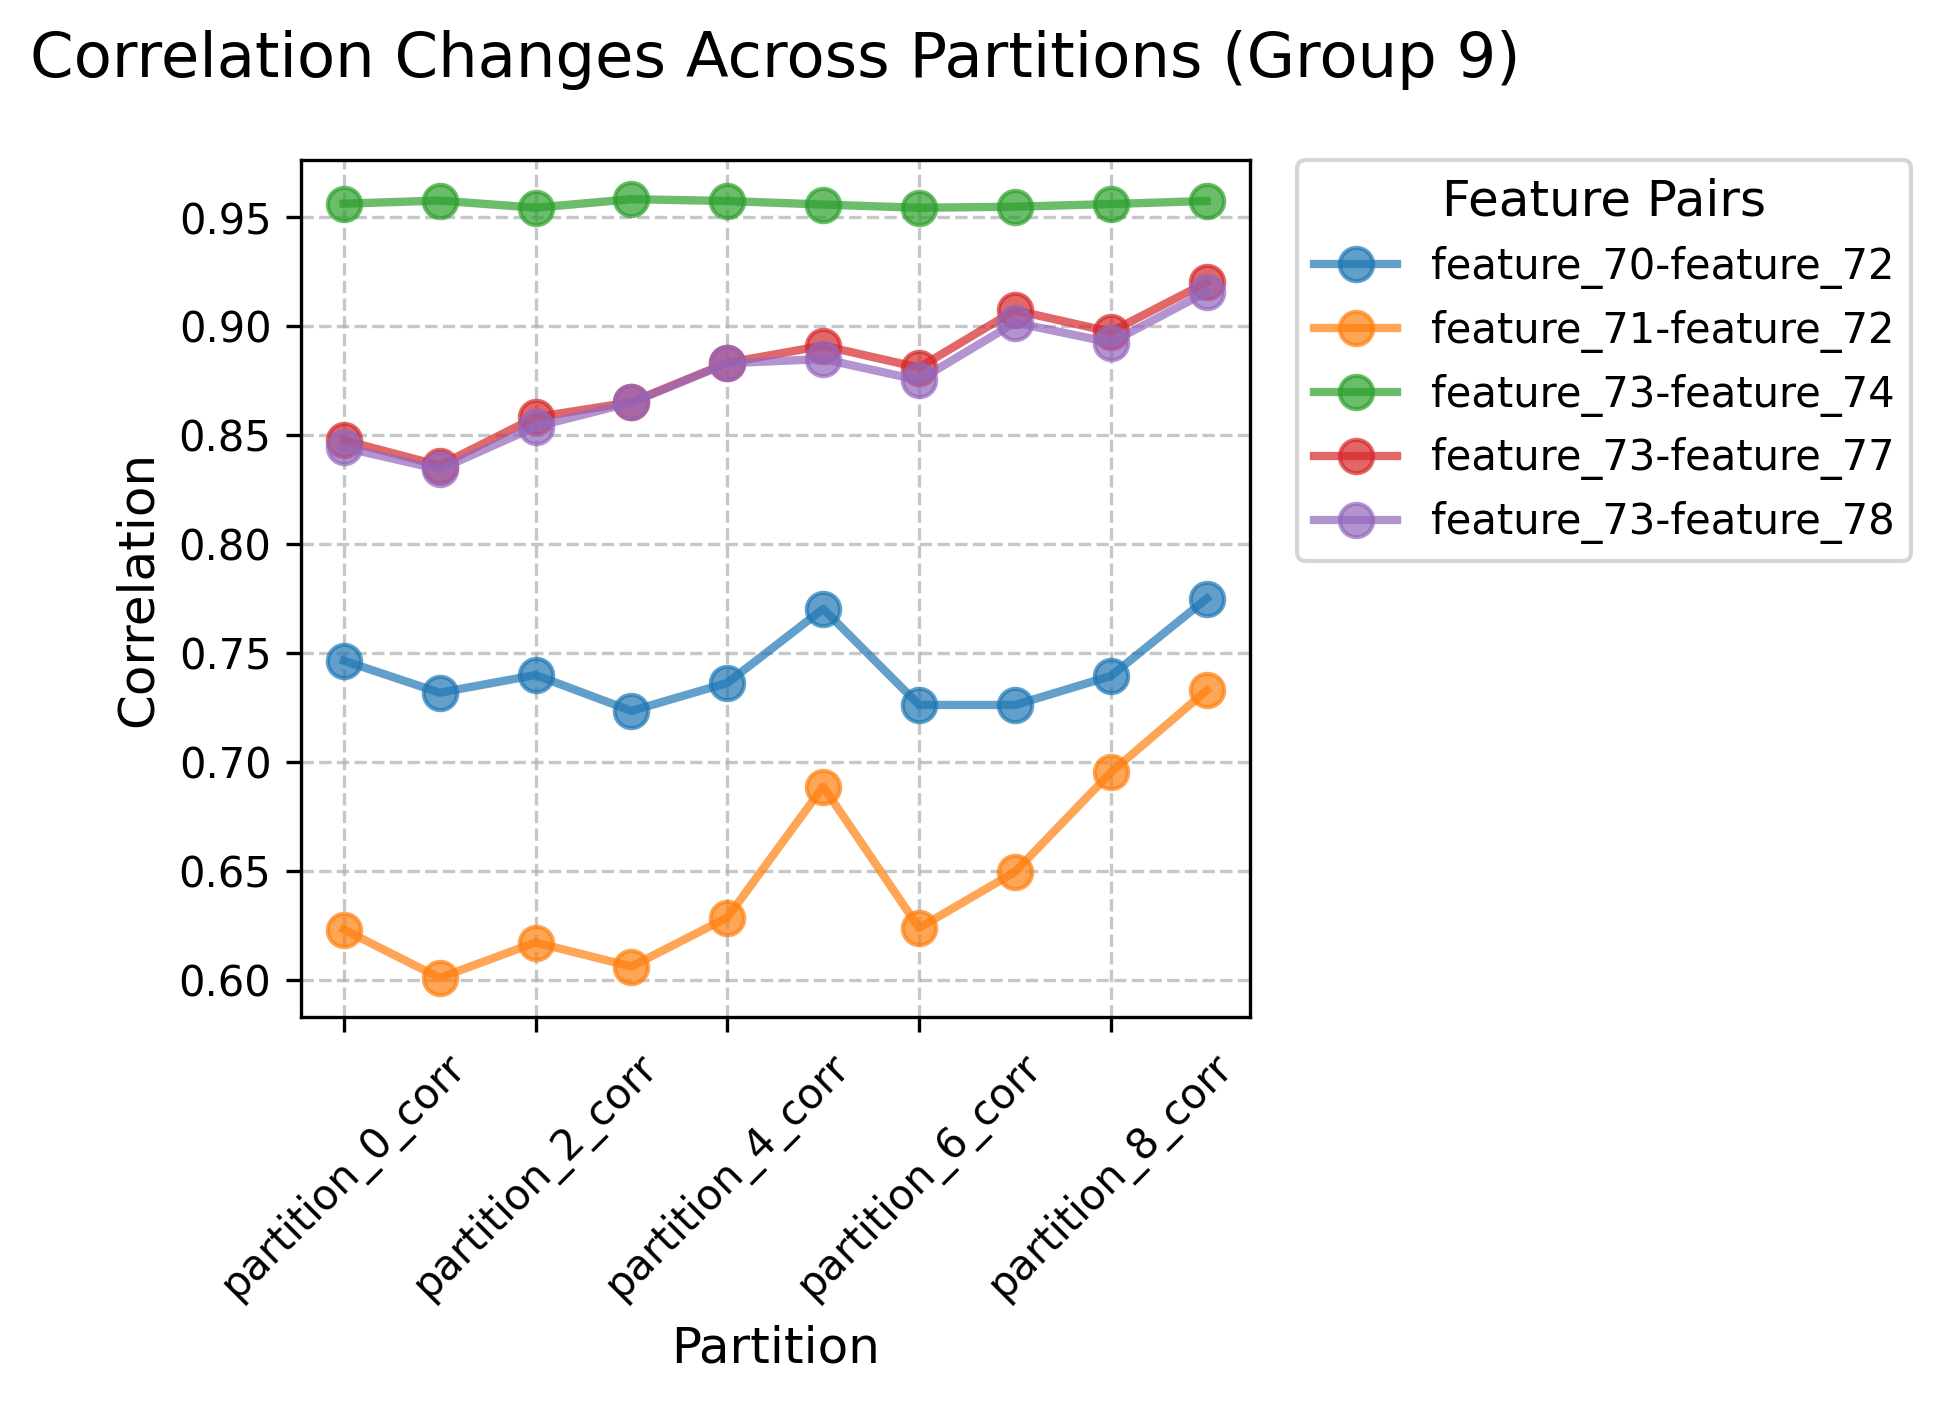 Correlation Changes Across Partitions (Group 9)
Feature Pairs
feature_70-feature_72
feature_71-feature_72
feature_73-feature_74
feature_73-feature_77
feature_73-feature_78
Correlation
0.95
0.90
0.85
0.80
0.75
0.70
0.65
0.60
partition_0_corr
partition_2_corr
partition_4_corr
partition_6_corr
partition_8_corr
Partition